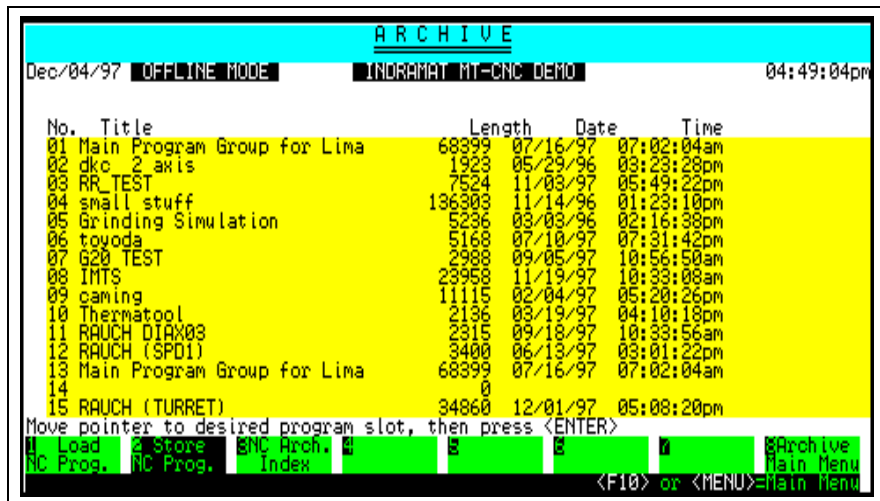 A R C H I V E
Dec/04/97 OFFLINE MODE INDRAMAT MT-CNC DEMO 04:49:04pm
No. Title Length Date Time
01 Main Program Group for Lima 68399 07/16/97 07:02:04am
02 dkc 2 axis 1923 05/29/96 03:23:28pm
03 RR_TEST 7524 11/03/97 05:49:22pm
04 small stuff 136303 11/14/96 01:23:10pm
05 Grinding Simulation 5236 03/03/96 02:16:38pm
06 toyoda 5168 07/10/97 07:31:42pm
07 G20 TEST 2988 09/05/97 10:56:50am
08 IMTS 23958 11/19/97 10:33:08am
09 caming 11115 02/04/97 05:20:26pm
10 Thermatool 2136 03/19/97 04:10:18pm
11 RAUCH DIAX03 2315 09/18/97 10:33:56am
12 RAUCH (SPD1) 3400 06/13/97 03:01:22pm
13 Main Program Group for Lima 68399 07/16/97 07:02:04am
14 0
15 RAUCH (TURRET) 34860 12/01/97 05:08:20pm
Move pointer to desired program slot, then press <ENTER>
1 Load 2 Store 3NC Arch. 4 5 6 7 8Archive
NC Prog. NC Prog. Index Main Menu
<F10> or <MENU>=Main Menu